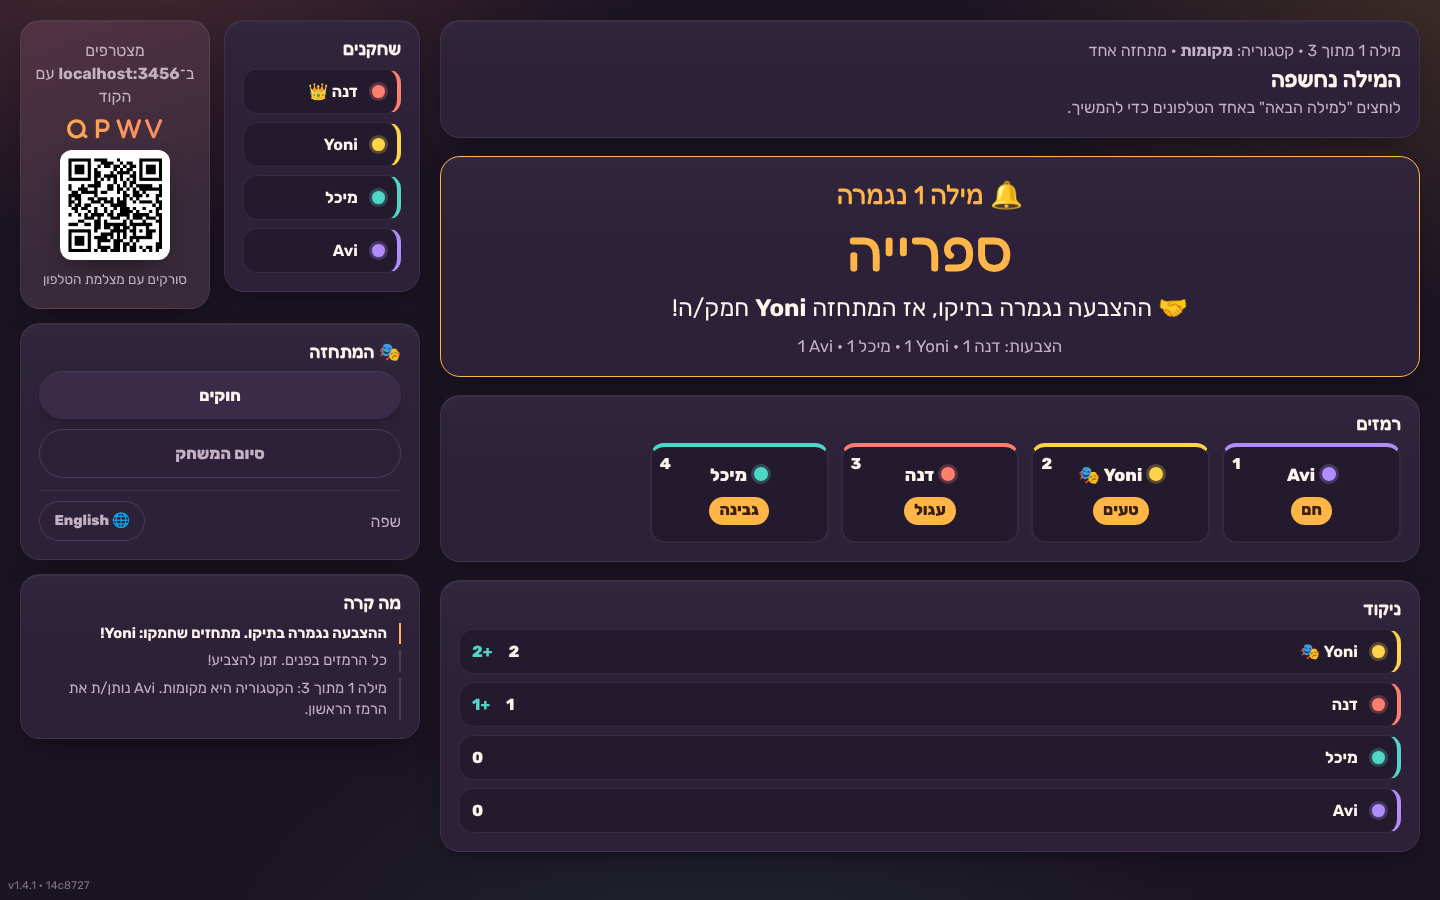 מילה 1 מתוך 3 • קטגוריה: מקומות • מתחזה אחד
המילה נחשפה
לוחצים "למילה הבאה" באחד הטלפונים כדי להמשיך.
🔔 מילה 1 נגמרה
ספרייה
🤝 ההצבעה נגמרה בתיקו, אז המתחזה Yoni חמק/ה!
הצבעות: דנה 1 • Yoni 1 • מיכל 1 • Avi 1
רמזים
1
Avi
חם
2
Yoni 🎭
טעים
3
דנה
עגול
4
מיכל
גבינה
ניקוד
Yoni 🎭 2 +2
דנה 1 +1
מיכל 0
Avi 0
שחקנים
דנה 👑
Yoni
מיכל
Avi
מצטרפים
ב־localhost:3456 עם
הקוד
QPWV
סורקים עם מצלמת הטלפון
🎭 המתחזה
חוקים
סיום המשחק
שפה
🌐 English
מה קרה
ההצבעה נגמרה בתיקו. מתחזים שחמקו: Yoni!
כל הרמזים בפנים. זמן להצביע!
מילה 1 מתוך 3: הקטגוריה היא מקומות. Avi נותן/ת את
הרמז הראשון.
v1.4.1 • 14c8727